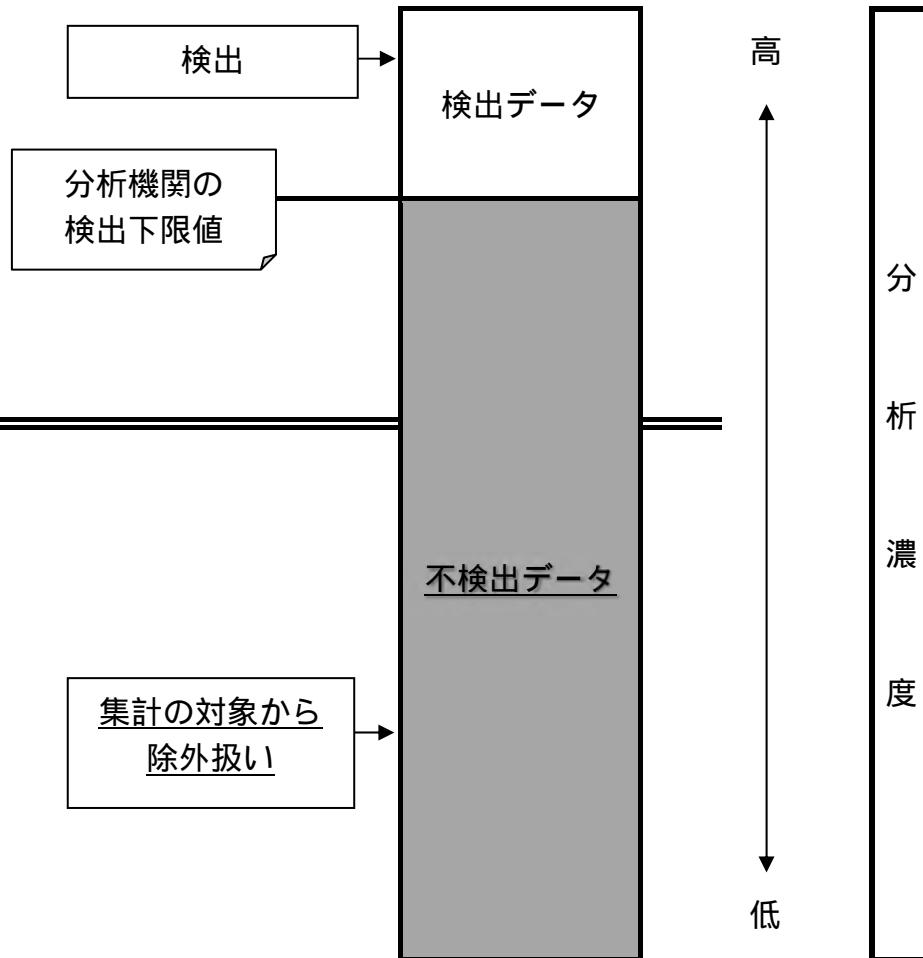 検出
検出データ
分析機関の
検出下限値
不検出データ
集計の対象から
除外扱い
高
低
分
析
濃
度